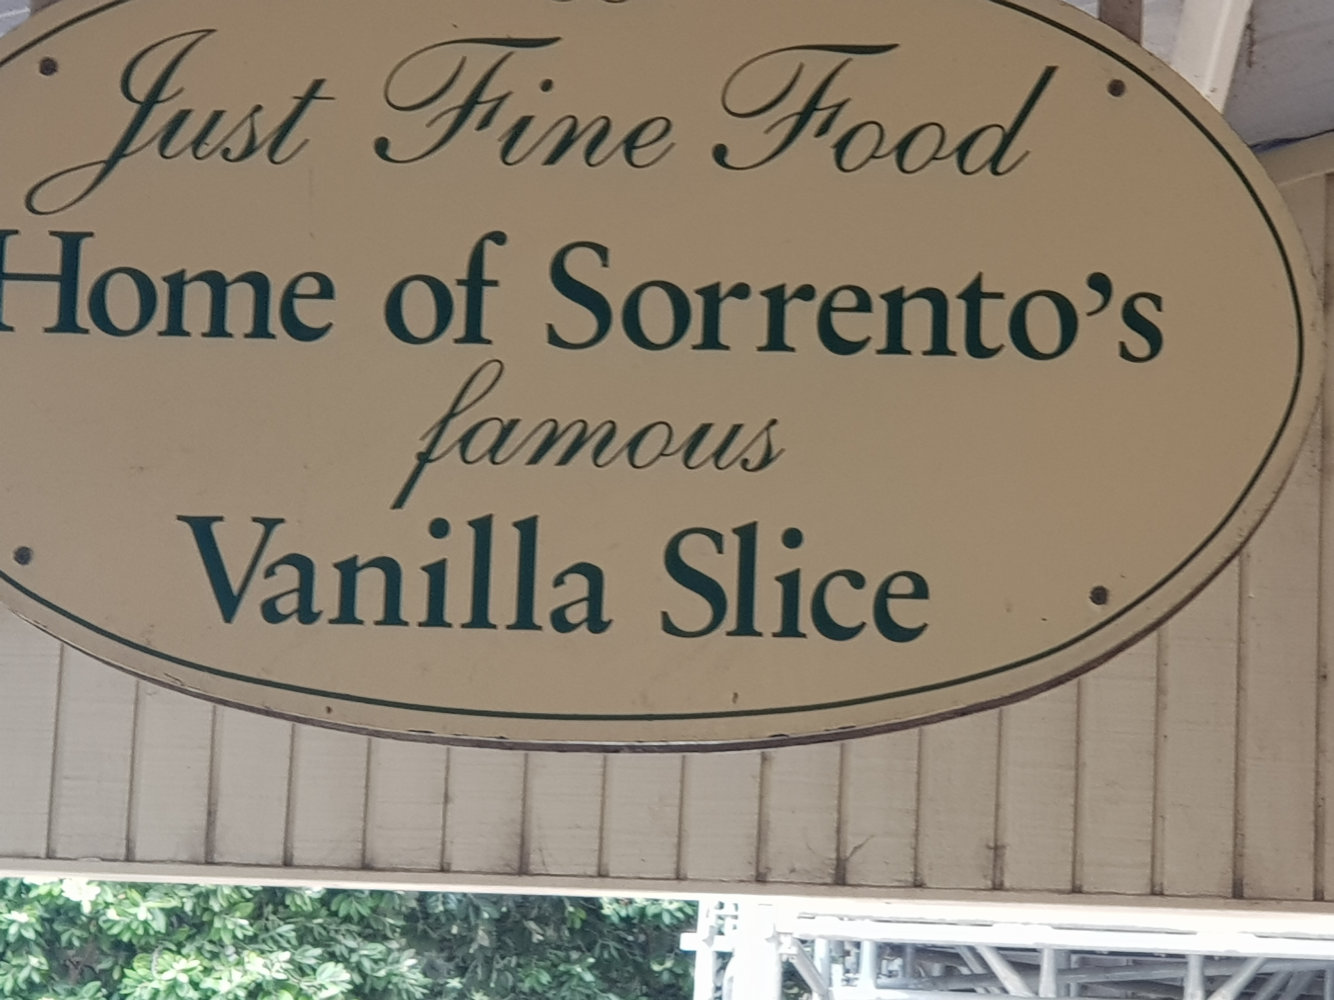 Just Fine Food
Home of Sorrento's
famous
Vanilla Slice